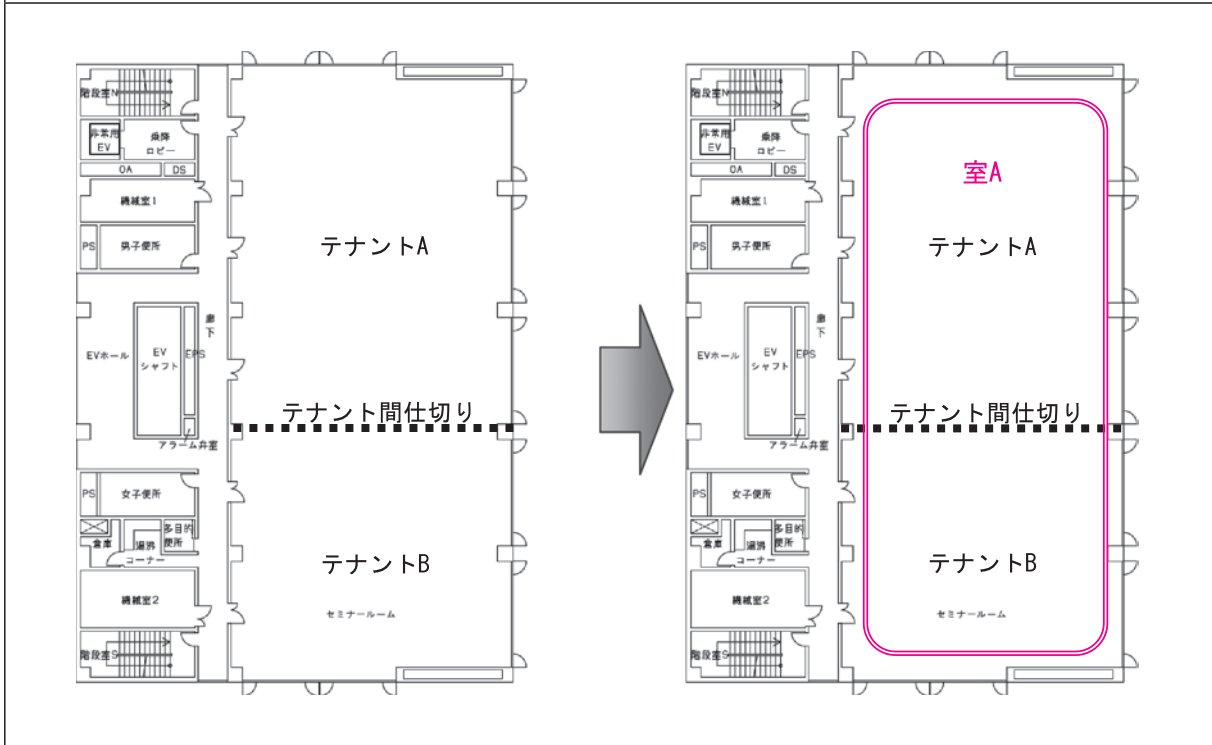 階段室N
非常用
EV
乗降
ロビー
OA
DS
機械室1
PS
男子便所
テナントA
廊
下
EVホール
EV
シャフト
EPS
テナント間仕切り
アラーム弁室
PS
女子便所
倉庫
湯沸
コーナー
多目的
便所
テナントB
機械室2
セミナールーム
階段室S
階段室N
非常用
EV
乗降
ロビー
OA
DS
室A
機械室1
PS
男子便所
テナントA
廊
下
EVホール
EV
シャフト
EPS
テナント間仕切り
アラーム弁室
PS
女子便所
倉庫
湯沸
コーナー
多目的
便所
テナントB
機械室2
セミナールーム
階段室S